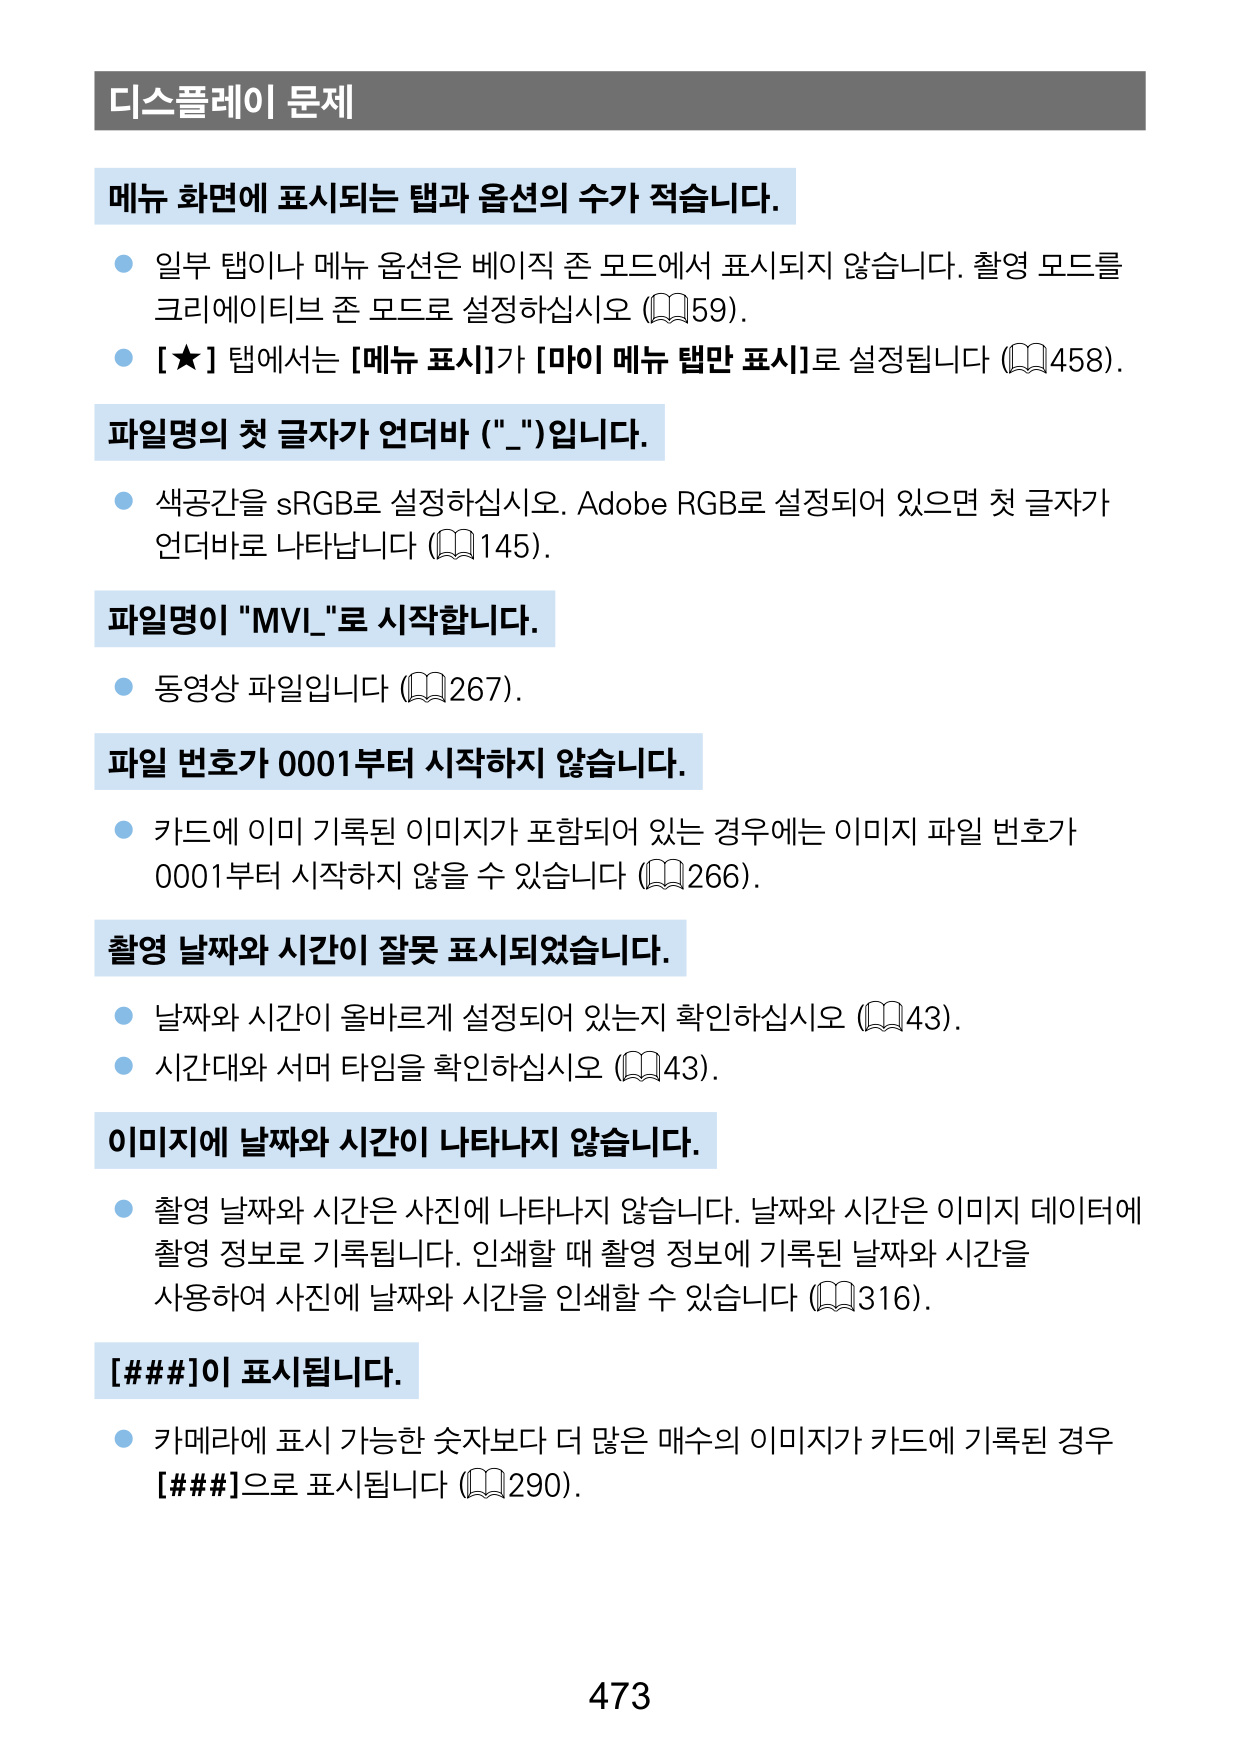 디스플레이 문제
메뉴 화면에 표시되는 탭과 옵션의 수가 적습니다.
● 일부 탭이나 메뉴 옵션은 베이직 존 모드에서 표시되지 않습니다. 촬영 모드를
크리에이티브 존 모드로 설정하십시오 (📖59).
● [★] 탭에서는 [메뉴 표시]가 [마이 메뉴 탭만 표시]로 설정됩니다 (📖458).
파일명의 첫 글자가 언더바 ("_")입니다.
● 색공간을 sRGB로 설정하십시오. Adobe RGB로 설정되어 있으면 첫 글자가
언더바로 나타납니다 (📖145).
파일명이 "MVI_"로 시작합니다.
● 동영상 파일입니다 (📖267).
파일 번호가 0001부터 시작하지 않습니다.
● 카드에 이미 기록된 이미지가 포함되어 있는 경우에는 이미지 파일 번호가
0001부터 시작하지 않을 수 있습니다 (📖266).
촬영 날짜와 시간이 잘못 표시되었습니다.
● 날짜와 시간이 올바르게 설정되어 있는지 확인하십시오 (📖43).
● 시간대와 서머 타임을 확인하십시오 (📖43).
이미지에 날짜와 시간이 나타나지 않습니다.
● 촬영 날짜와 시간은 사진에 나타나지 않습니다. 날짜와 시간은 이미지 데이터에
촬영 정보로 기록됩니다. 인쇄할 때 촬영 정보에 기록된 날짜와 시간을
사용하여 사진에 날짜와 시간을 인쇄할 수 있습니다 (📖316).
[###]이 표시됩니다.
● 카메라에 표시 가능한 숫자보다 더 많은 매수의 이미지가 카드에 기록된 경우
[###]으로 표시됩니다 (📖290).
473